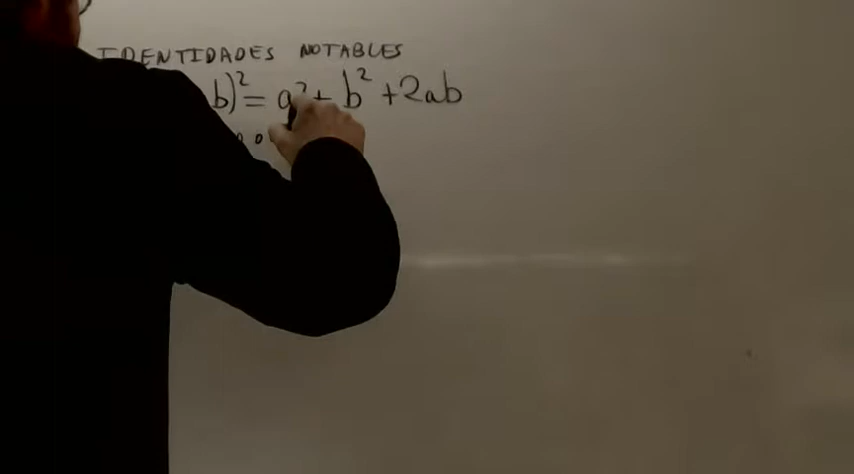 IDENTIDADES NOTABLES
b)² = a² + b² + 2ab